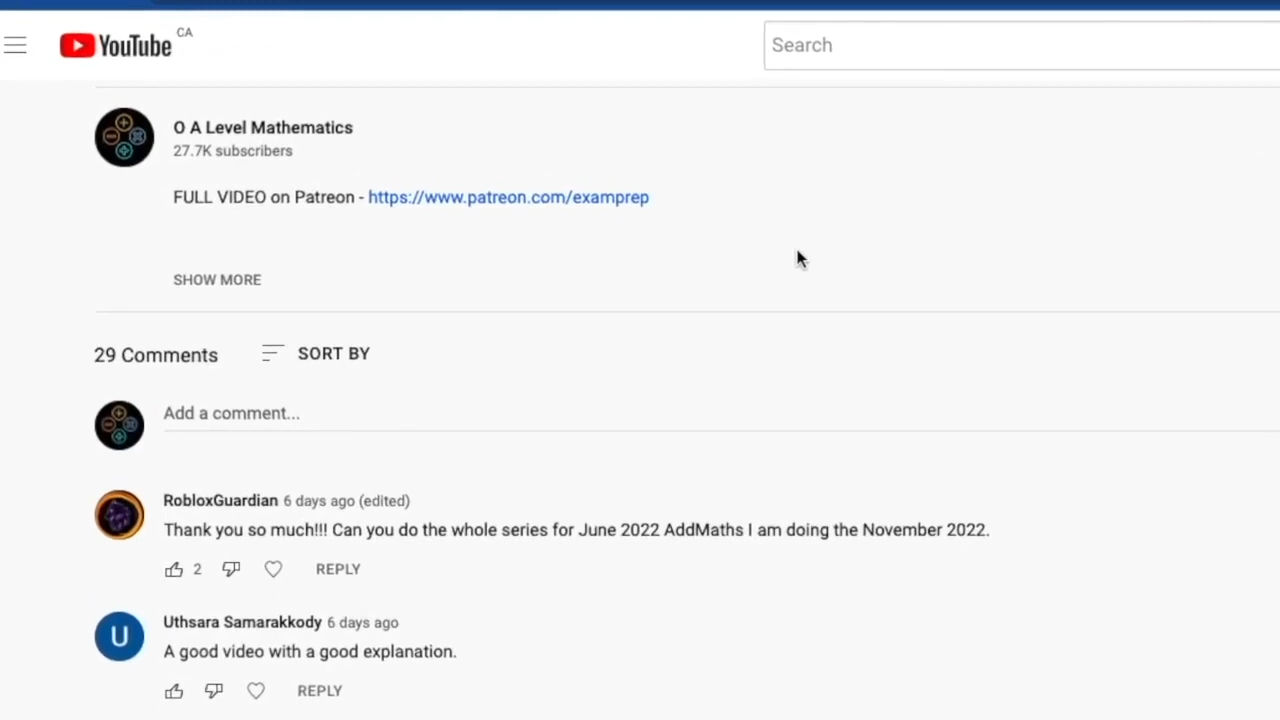 YouTube CA
Search
O A Level Mathematics
27.7K subscribers
FULL VIDEO on Patreon - https://www.patreon.com/examprep
SHOW MORE
29 Comments SORT BY
Add a comment...
RobloxGuardian 6 days ago (edited)
Thank you so much!!! Can you do the whole series for June 2022 AddMaths I am doing the November 2022.
2 REPLY
U
Uthsara Samarakkody 6 days ago
A good video with a good explanation.
REPLY